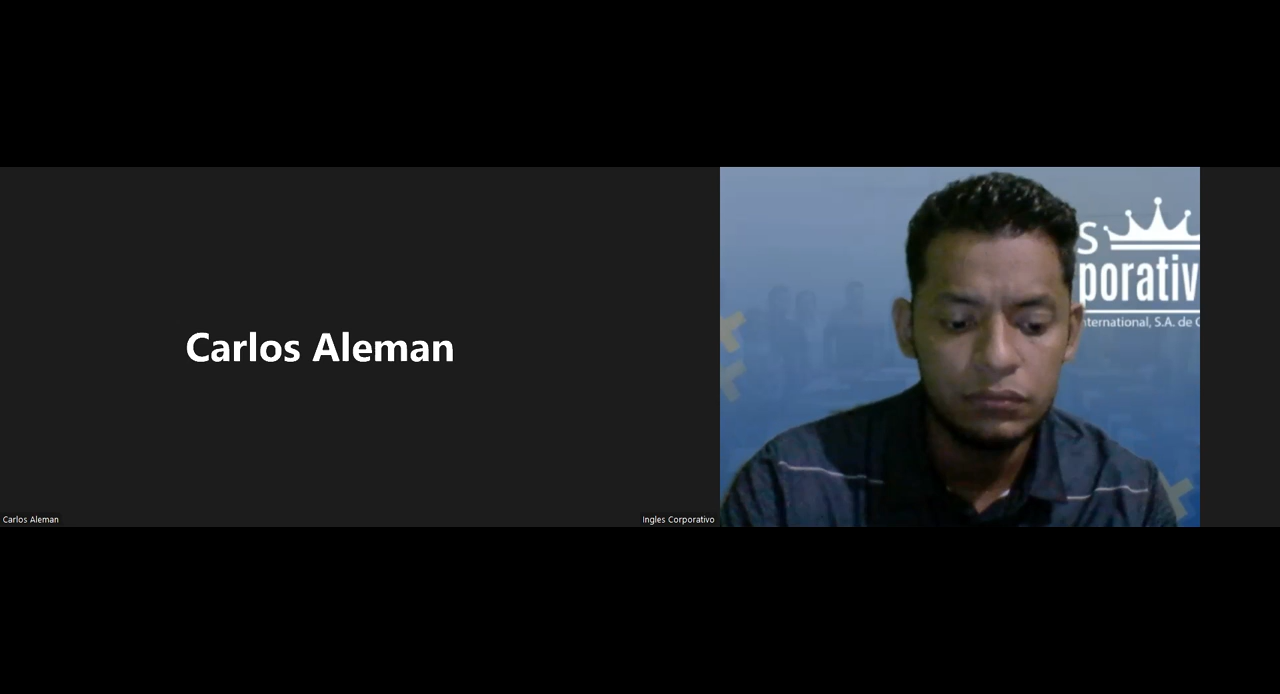 Carlos Aleman
s
porativ
nternational, S.A. de C
Carlos Aleman
Ingles Corporativo